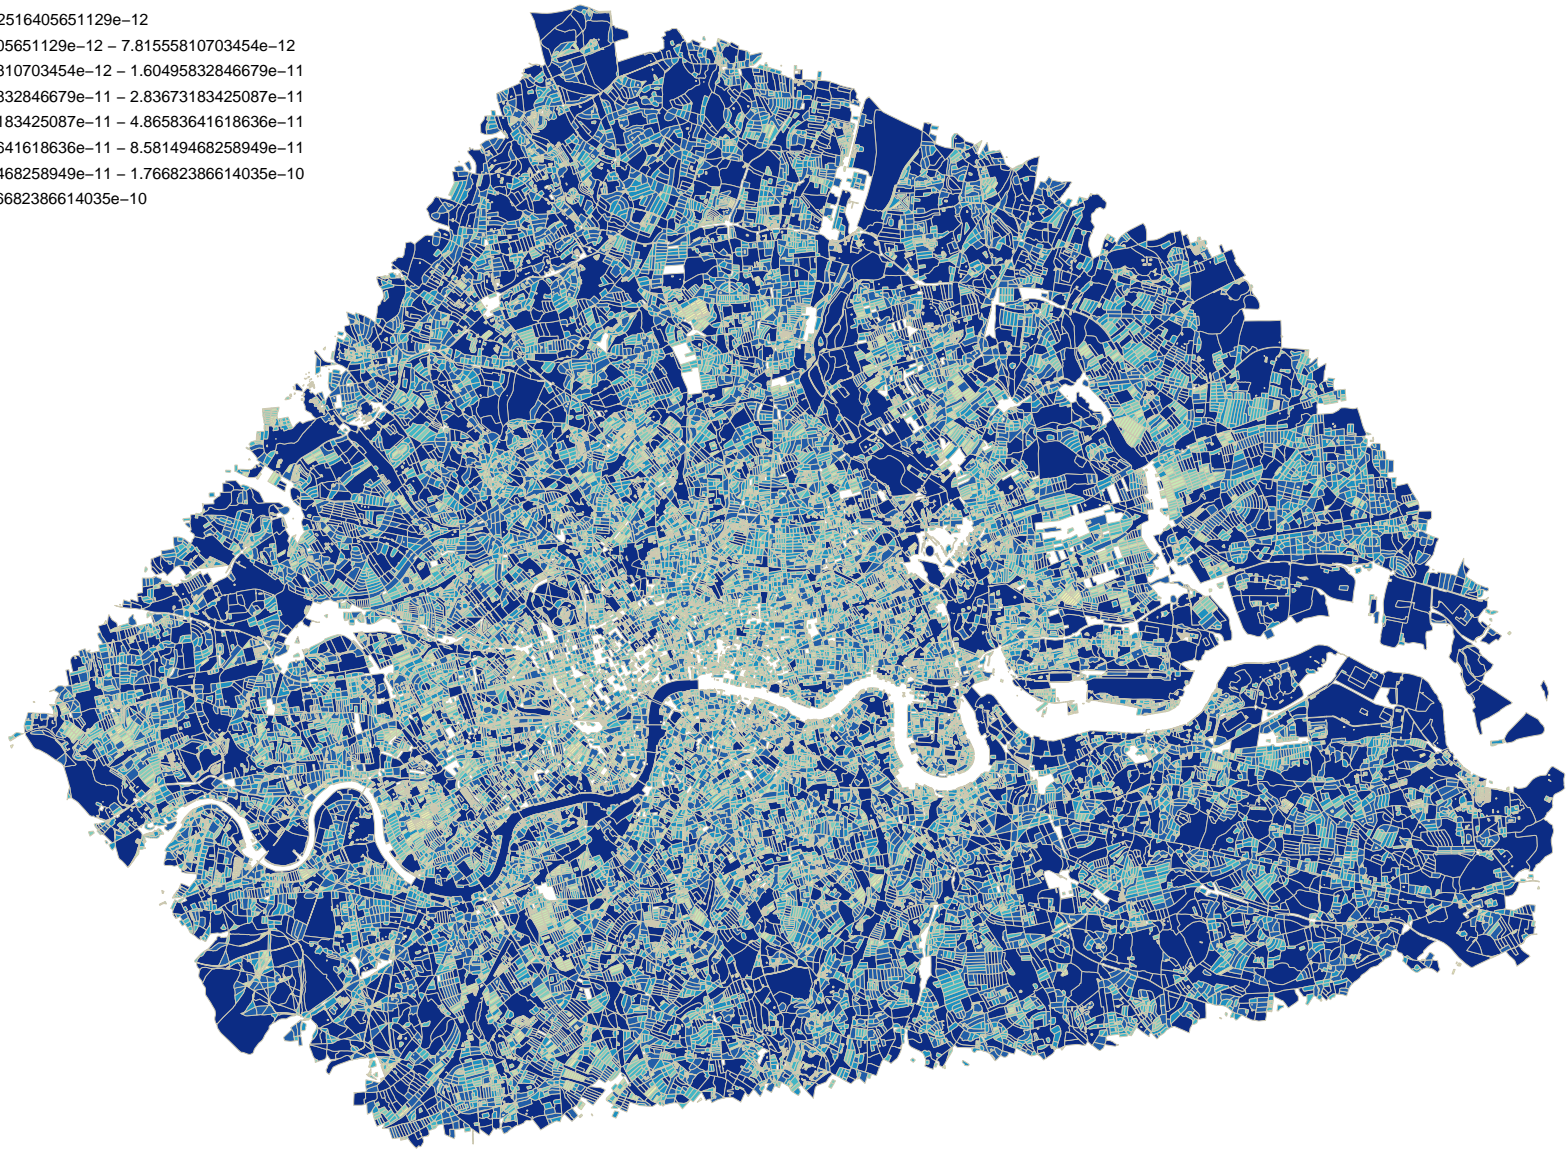 2516405651129e−12
05651129e−12 − 7.81555810703454e−12
810703454e−12 − 1.60495832846679e−11
832846679e−11 − 2.83673183425087e−11
183425087e−11 − 4.86583641618636e−11
641618636e−11 − 8.58149468258949e−11
468258949e−11 − 1.76682386614035e−10
6682386614035e−10